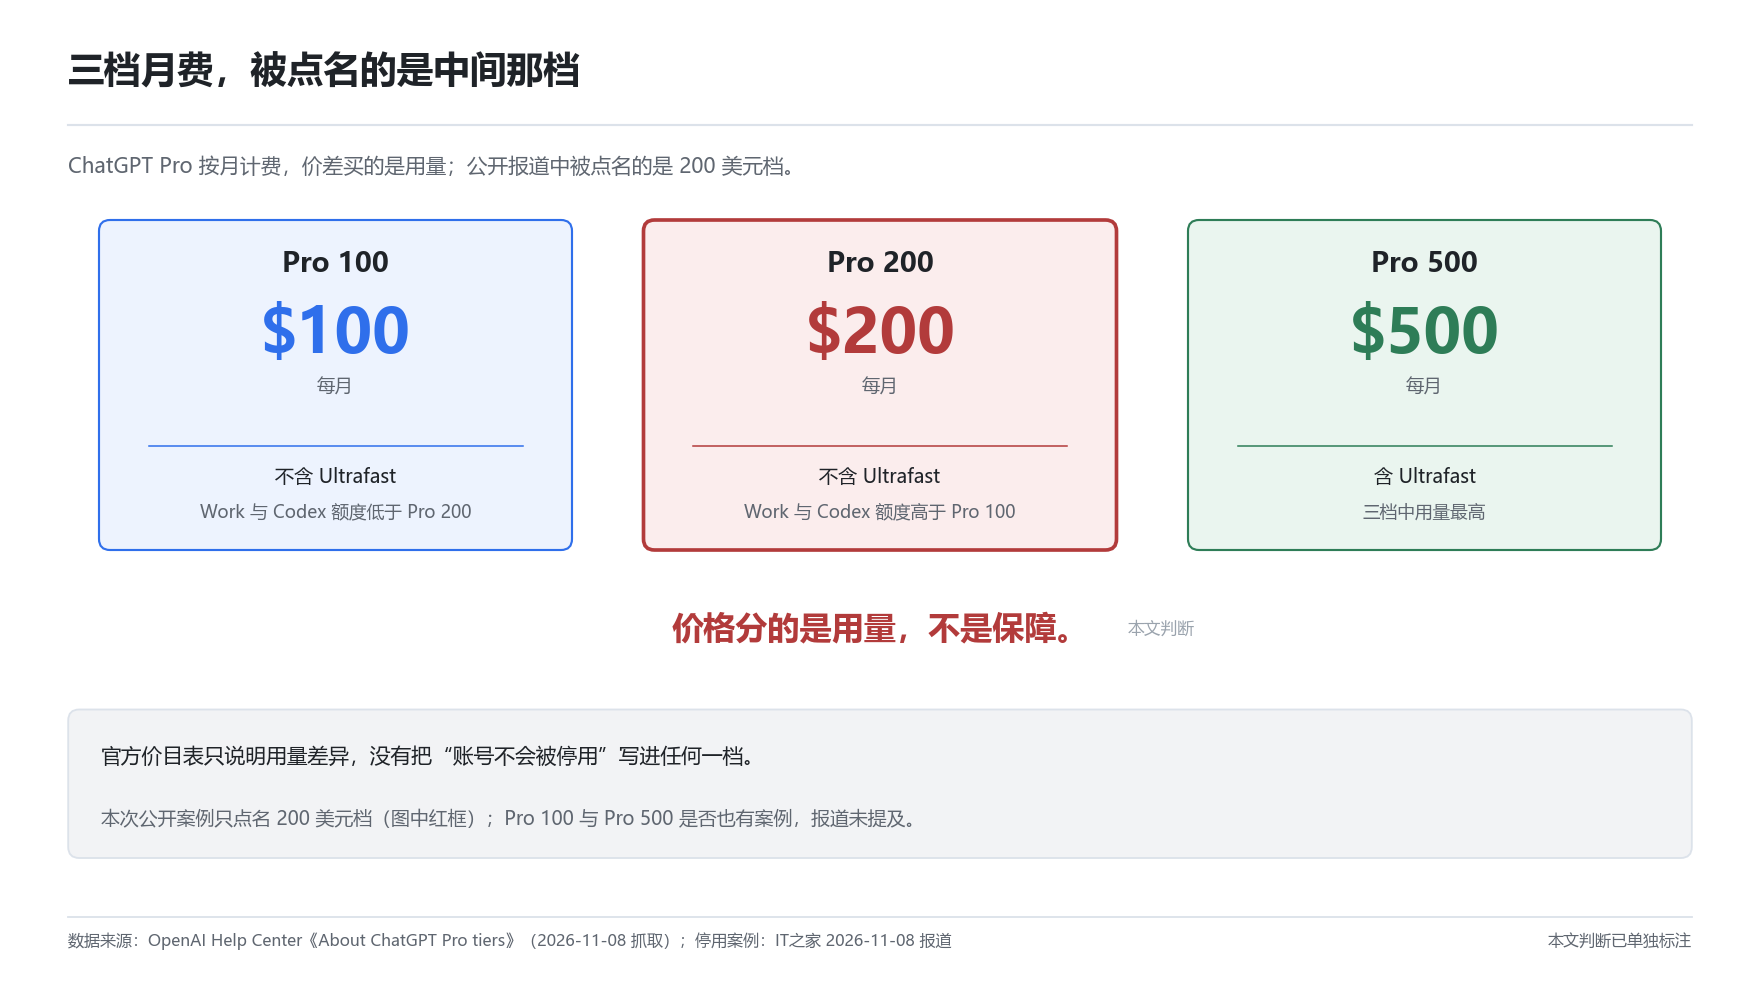 三档月费，被点名的是中间那档
ChatGPT Pro 按月计费，价差买的是用量；公开报道中被点名的是 200 美元档。
Pro 100
$100
每月
不含 Ultrafast
Work 与 Codex 额度低于 Pro 200
Pro 200
$200
每月
不含 Ultrafast
Work 与 Codex 额度高于 Pro 100
Pro 500
$500
每月
含 Ultrafast
三档中用量最高
价格分的是用量，不是保障。
本文判断
官方价目表只说明用量差异，没有把“账号不会被停用”写进任何一档。
本次公开案例只点名 200 美元档（图中红框）；Pro 100 与 Pro 500 是否也有案例，报道未提及。
数据来源：OpenAI Help Center《About ChatGPT Pro tiers》（2026-11-08 抓取）；停用案例：IT之家 2026-11-08 报道
本文判断已单独标注